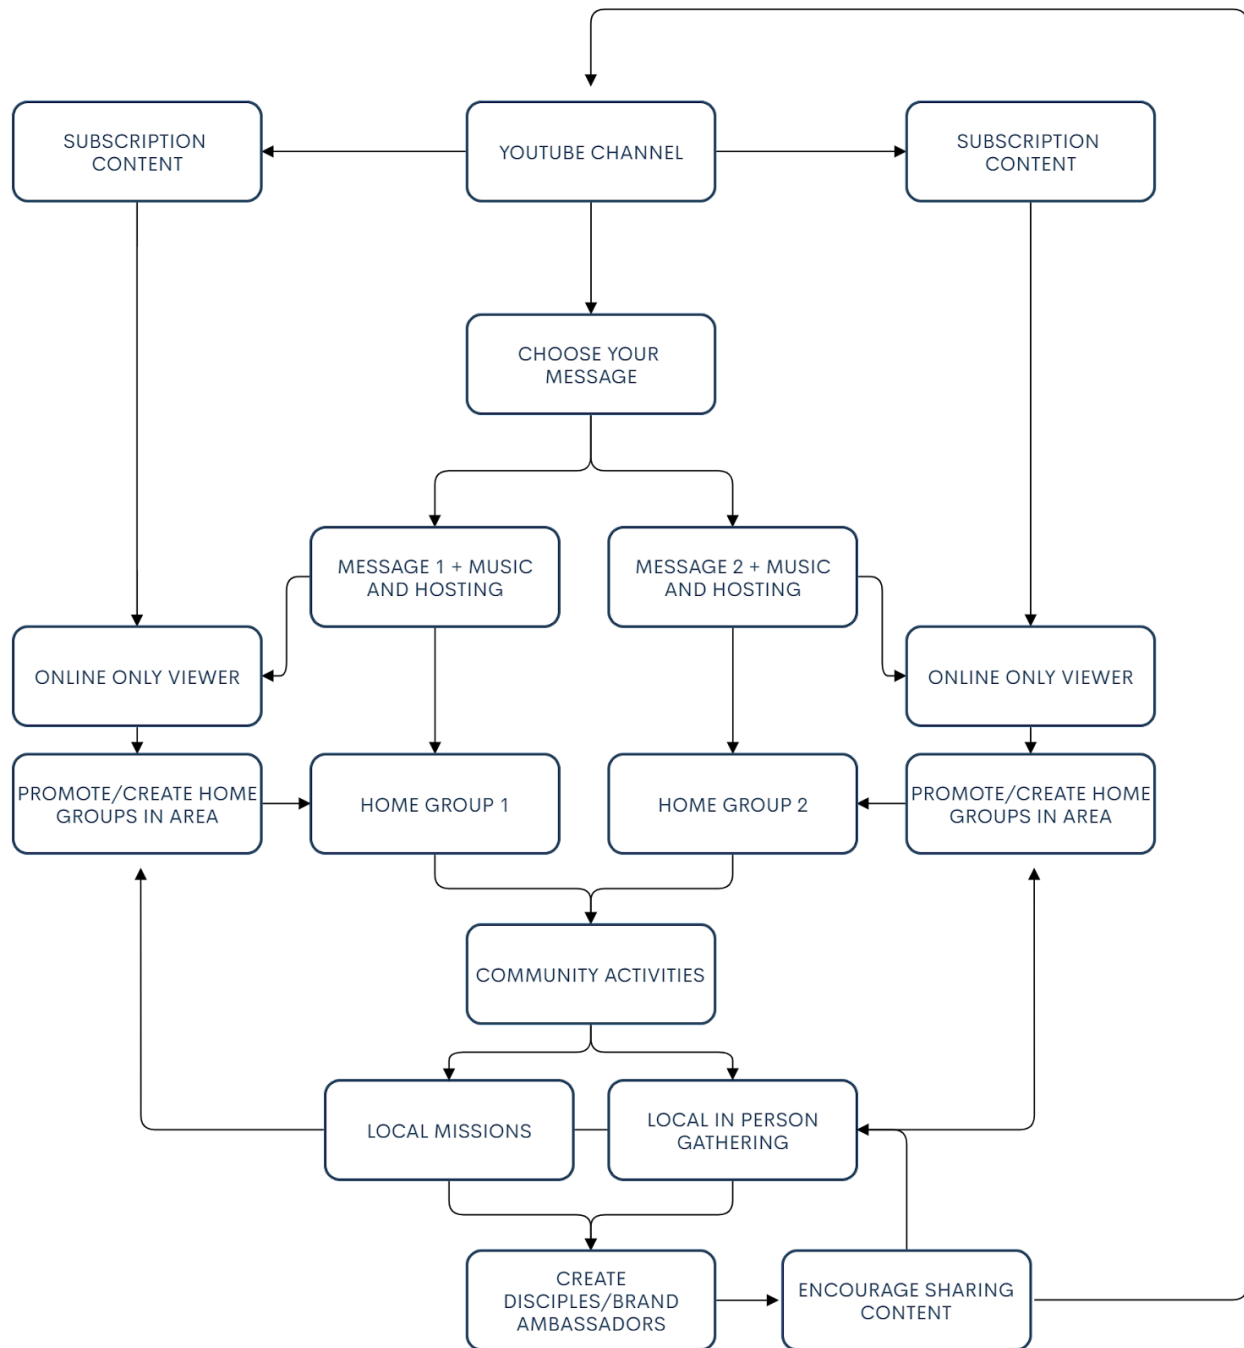 SUBSCRIPTION
CONTENT
YOUTUBE CHANNEL
SUBSCRIPTION
CONTENT
CHOOSE YOUR
MESSAGE
MESSAGE 1 + MUSIC
AND HOSTING
MESSAGE 2 + MUSIC
AND HOSTING
ONLINE ONLY VIEWER
ONLINE ONLY VIEWER
PROMOTE/CREATE HOME
GROUPS IN AREA
HOME GROUP 1
HOME GROUP 2
PROMOTE/CREATE HOME
GROUPS IN AREA
COMMUNITY ACTIVITIES
LOCAL MISSIONS
LOCAL IN PERSON
GATHERING
CREATE
DISCIPLES/BRAND
AMBASSADORS
ENCOURAGE SHARING
CONTENT